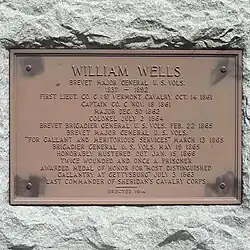 WILLIAM WELLS
BREVET MAJOR GENERAL U.S. VOLS.
1837 – 1892
FIRST LIEUT. CO. C 1ST VERMONT CAVALRY OCT. 14 1861
CAPTAIN CO. C NOV. 18 1861
MAJOR DEC. 30 1862
COLONEL JULY 2 1864
BREVET BRIGADIER GENERAL U.S. VOLS. FEB. 22 1865
BREVET MAJOR GENERAL U.S. VOLS.
"FOR GALLANT AND MERITORIOUS SERVICES" MARCH 13 1865
BRIGADIER GENERAL U.S. VOLS. MAY 19 1865
HONORABLY MUSTERED OUT JAN. 15 1866
TWICE WOUNDED AND ONCE A PRISONER
AWARDED MEDAL OF HONOR "MOST DISTINGUISHED
GALLANTRY AT GETTYSBURG JULY 3 1863"
LAST COMMANDER OF SHERIDAN'S CAVALRY CORPS
ERECTED 1914